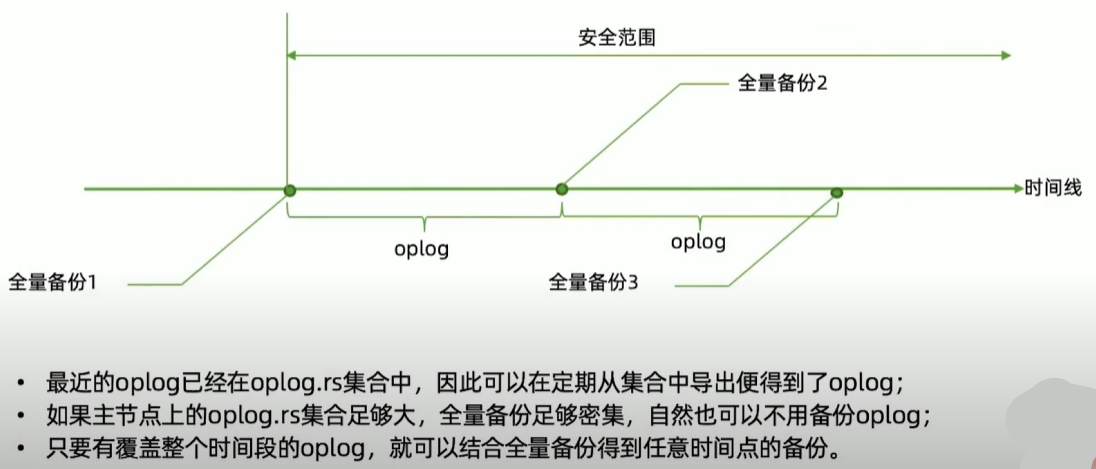 安全范围
全量备份2
时间线
oplog
oplog
全量备份1
全量备份3
• 最近的oplog已经在oplog.rs集合中，因此可以在定期从集合中导出便得到了oplog；
• 如果主节点上的oplog.rs集合足够大，全量备份足够密集，自然也可以不用备份oplog；
• 只要有覆盖整个时间段的oplog，就可以结合全量备份得到任意时间点的备份。